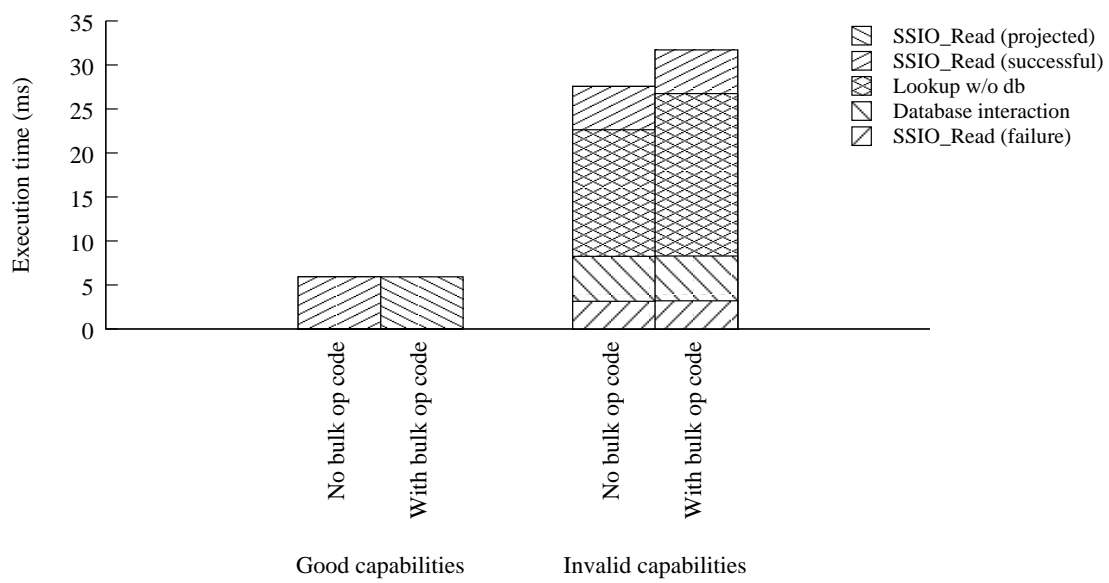 35
30
25
20
15
10
5
0
Execution time (ms)
SSIO_Read (projected)
SSIO_Read (successful)
Lookup w/o db
Database interaction
SSIO_Read (failure)
No bulk op code
With bulk op code
No bulk op code
With bulk op code
Good capabilities
Invalid capabilities